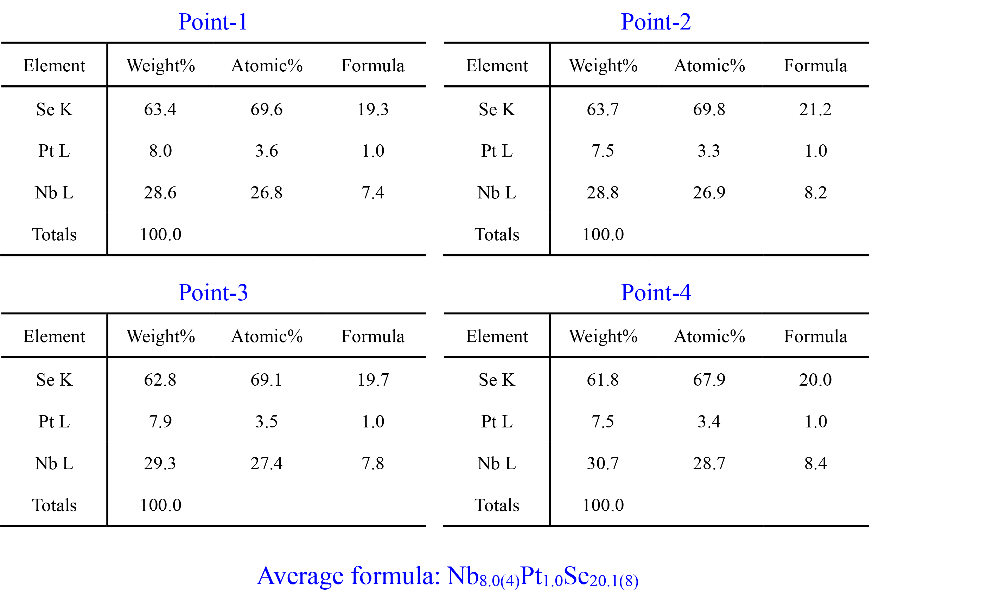 Point-1
Element Weight% Atomic% Formula
Se K 63.4 69.6 19.3
Pt L 8.0 3.6 1.0
Nb L 28.6 26.8 7.4
Totals 100.0
Point-2
Element Weight% Atomic% Formula
Se K 63.7 69.8 21.2
Pt L 7.5 3.3 1.0
Nb L 28.8 26.9 8.2
Totals 100.0
Point-3
Element Weight% Atomic% Formula
Se K 62.8 69.1 19.7
Pt L 7.9 3.5 1.0
Nb L 29.3 27.4 7.8
Totals 100.0
Point-4
Element Weight% Atomic% Formula
Se K 61.8 67.9 20.0
Pt L 7.5 3.4 1.0
Nb L 30.7 28.7 8.4
Totals 100.0
Average formula: Nb8.0(4)Pt1.0Se20.1(8)